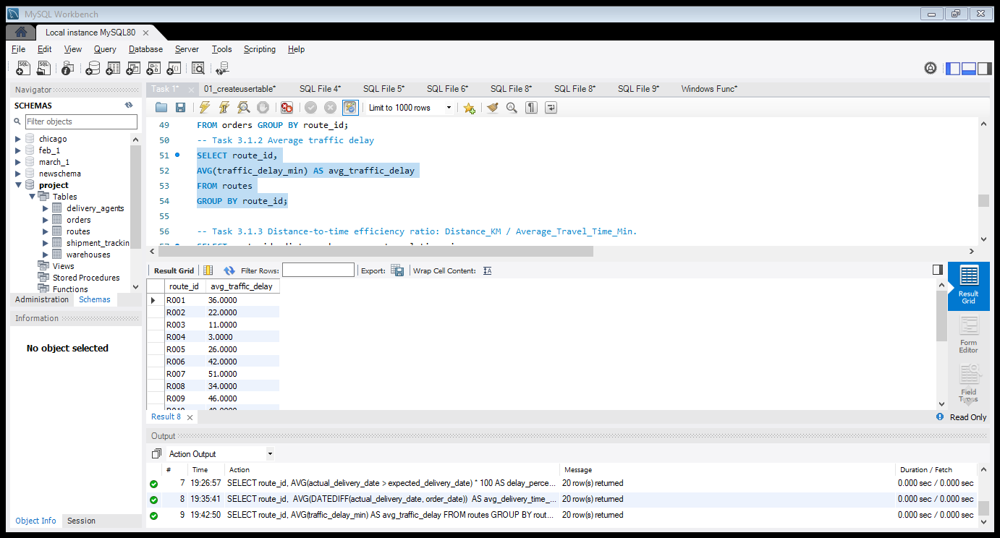 MySQL Workbench
Local instance MySQL80
File Edit View Query Database Server Tools Scripting Help
Navigator
SCHEMAS
Filter objects
chicago
feb_1
march_1
newschema
project
Tables
delivery_agents
orders
routes
shipment_trackin
warehouses
Views
Stored Procedures
Functions
Administration Schemas
Information
No object selected
Object Info Session
Task 1* 01_createusertable* SQL File 4* SQL File 5* SQL File 6* SQL File 8* SQL File 8* SQL File 9* Windows Func*
Limit to 1000 rows
49 FROM orders GROUP BY route_id;
50 -- Task 3.1.2 Average traffic delay
51 SELECT route_id,
52 AVG(traffic_delay_min) AS avg_traffic_delay
53 FROM routes
54 GROUP BY route_id;
55
56 -- Task 3.1.3 Distance-to-time efficiency ratio: Distance_KM / Average_Travel_Time_Min.
Result Grid Filter Rows: Export: Wrap Cell Content:
route_id avg_traffic_delay
R001 36.0000
R002 22.0000
R003 11.0000
R004 3.0000
R005 26.0000
R006 42.0000
R007 51.0000
R008 34.0000
R009 46.0000
Result Grid
Form Editor
Field Types
Result 8
Read Only
Output
Action Output
# Time Action Message Duration / Fetch
7 19:26:57 SELECT route_id, AVG(actual_delivery_date > expected_delivery_date) * 100 AS delay_perce... 20 row(s) returned 0.000 sec / 0.000 sec
8 19:35:41 SELECT route_id, AVG(DATEDIFF(actual_delivery_date, order_date)) AS avg_delivery_time_... 20 row(s) returned 0.000 sec / 0.000 sec
9 19:42:50 SELECT route_id, AVG(traffic_delay_min) AS avg_traffic_delay FROM routes GROUP BY rout... 20 row(s) returned 0.000 sec / 0.000 sec